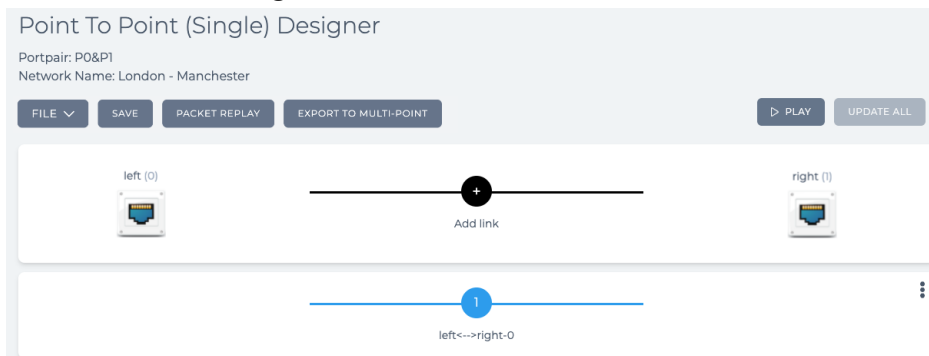 Point To Point (Single) Designer
Portpair: P0&P1
Network Name: London - Manchester
FILE SAVE PACKET REPLAY EXPORT TO MULTI-POINT PLAY UPDATE ALL
left (0) right (1)
+
Add link
1
left<-->right-0